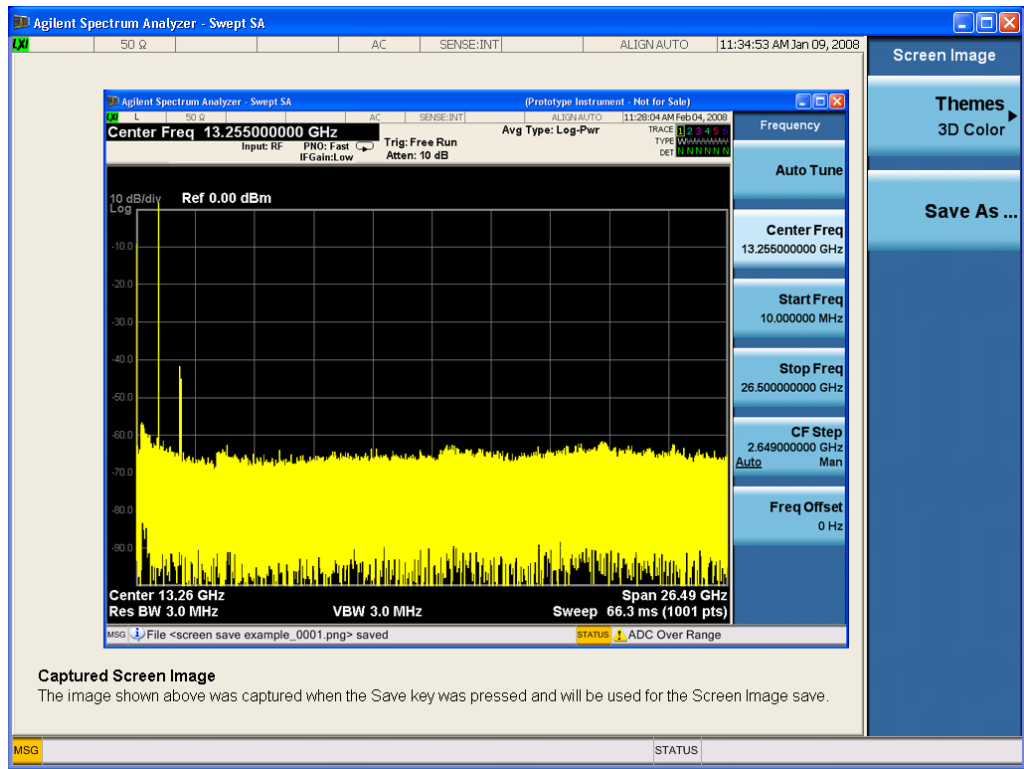 Agilent Spectrum Analyzer - Swept SA
LXI
50 Ω
AC
SENSE:INT
ALIGN AUTO
11:34:53 AM Jan 09, 2008
Screen Image
Themes
3D Color
Save As ...
Agilent Spectrum Analyzer - Swept SA
(Prototype Instrument - Not for Sale)
LXI
L
50 Ω
AC
SENSE:INT
ALIGN AUTO
11:28:04 AM Feb 04, 2008
Center Freq 13.255000000 GHz
Input: RF
PNO: Fast
IFGain:Low
Trig: Free Run
Atten: 10 dB
Avg Type: Log-Pwr
TRACE 1 2 3 4 5 6
TYPE WWWWWW
DET N N N N N N
10 dB/div
Log
Ref 0.00 dBm
-10.0
-20.0
-30.0
-40.0
-50.0
-60.0
-70.0
-80.0
-90.0
Center 13.26 GHz
Span 26.49 GHz
Res BW 3.0 MHz
VBW 3.0 MHz
Sweep 66.3 ms (1001 pts)
MSG
File <screen save example_0001.png> saved
STATUS
ADC Over Range
Frequency
Auto Tune
Center Freq
13.255000000 GHz
Start Freq
10.000000 MHz
Stop Freq
26.500000000 GHz
CF Step
2.649000000 GHz
Auto Man
Freq Offset
0 Hz
Captured Screen Image
The image shown above was captured when the Save key was pressed and will be used for the Screen Image save.
MSG
STATUS